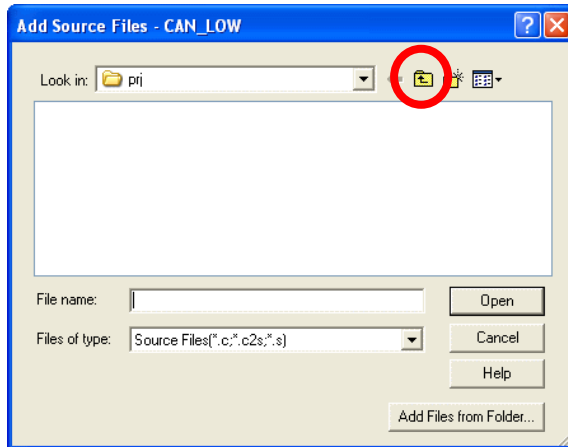 Add Source Files - CAN_LOW
Look in: prj
File name:
Open
Files of type: Source Files(*.c;*.c2s;*.s)
Cancel
Help
Add Files from Folder...